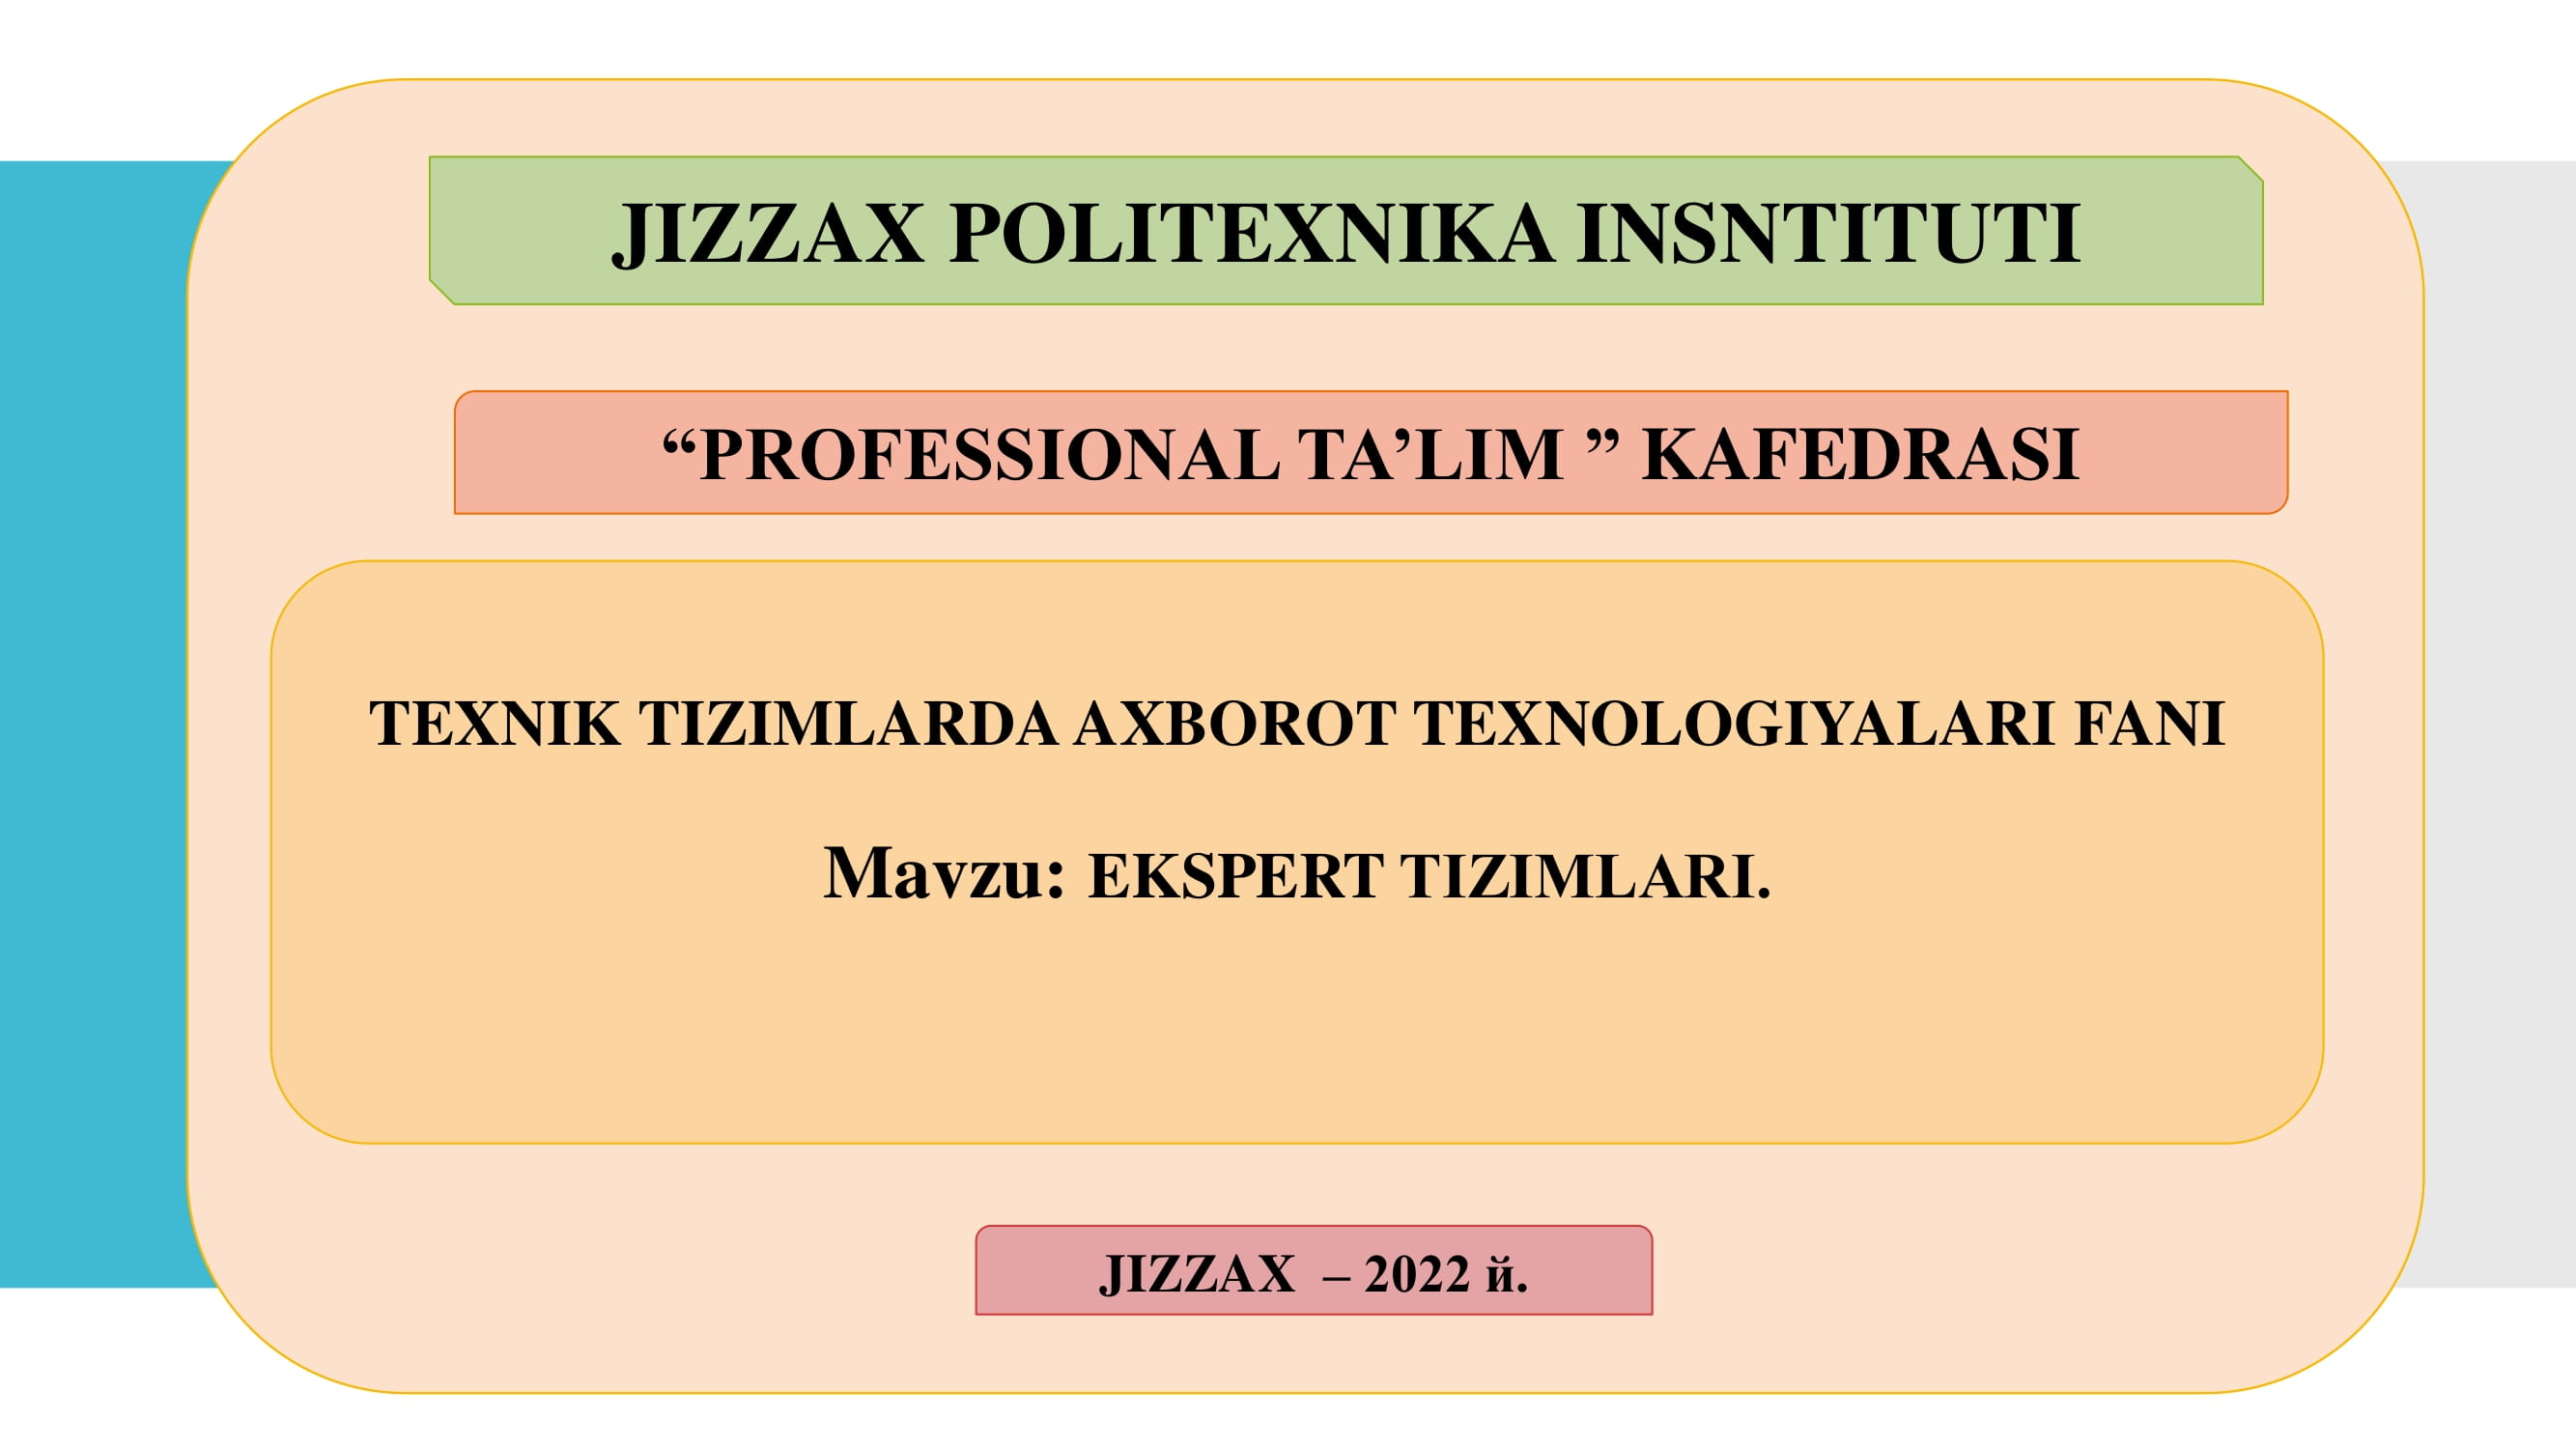 JIZZAX POLITEXNIKA INSNTITUTI
“PROFESSIONAL TA’LIM ” KAFEDRASI
TEXNIK TIZIMLARDA AXBOROT TEXNOLOGIYALARI FANI
Mavzu: EKSPERT TIZIMLARI.
JIZZAX – 2022 й.